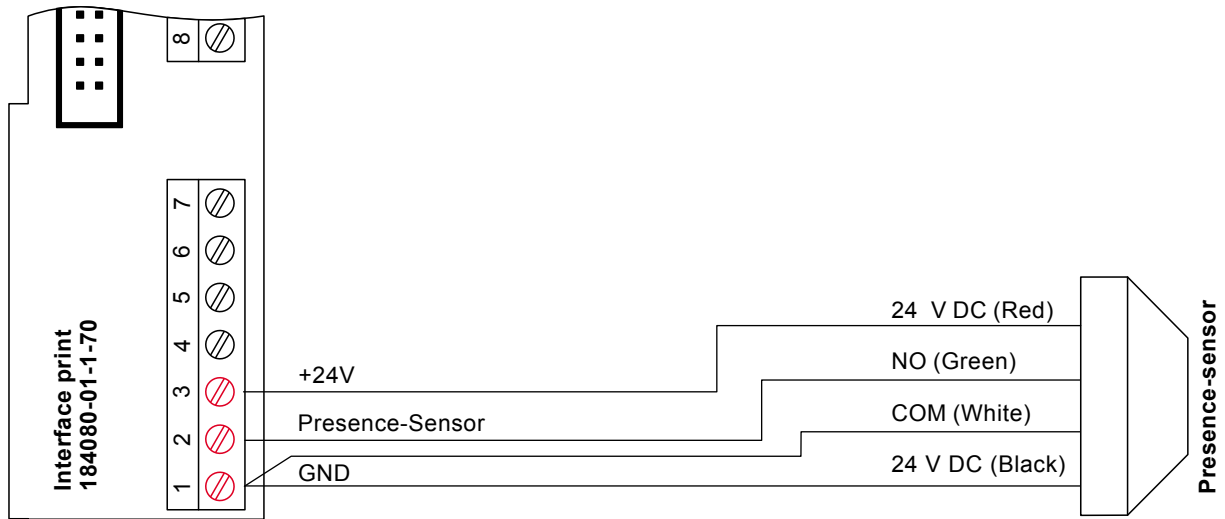 8
7
6
5
4
3
2
1
Interface print
184080-01-1-70
+24V
Presence-Sensor
GND
24 V DC (Red)
NO (Green)
COM (White)
24 V DC (Black)
Presence-sensor